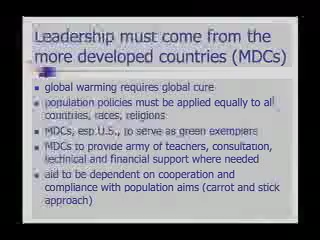 Leadership must come from the
more developed countries (MDCs)
global warming requires global cure
population policies must be applied equally to all
countries, races, religions
MDCs, esp U.S., to serve as green exemplers
MDCs to provide army of teachers, consultation,
technical and financial support where needed
aid to be dependent on cooperation and
compliance with population aims (carrot and stick
approach)